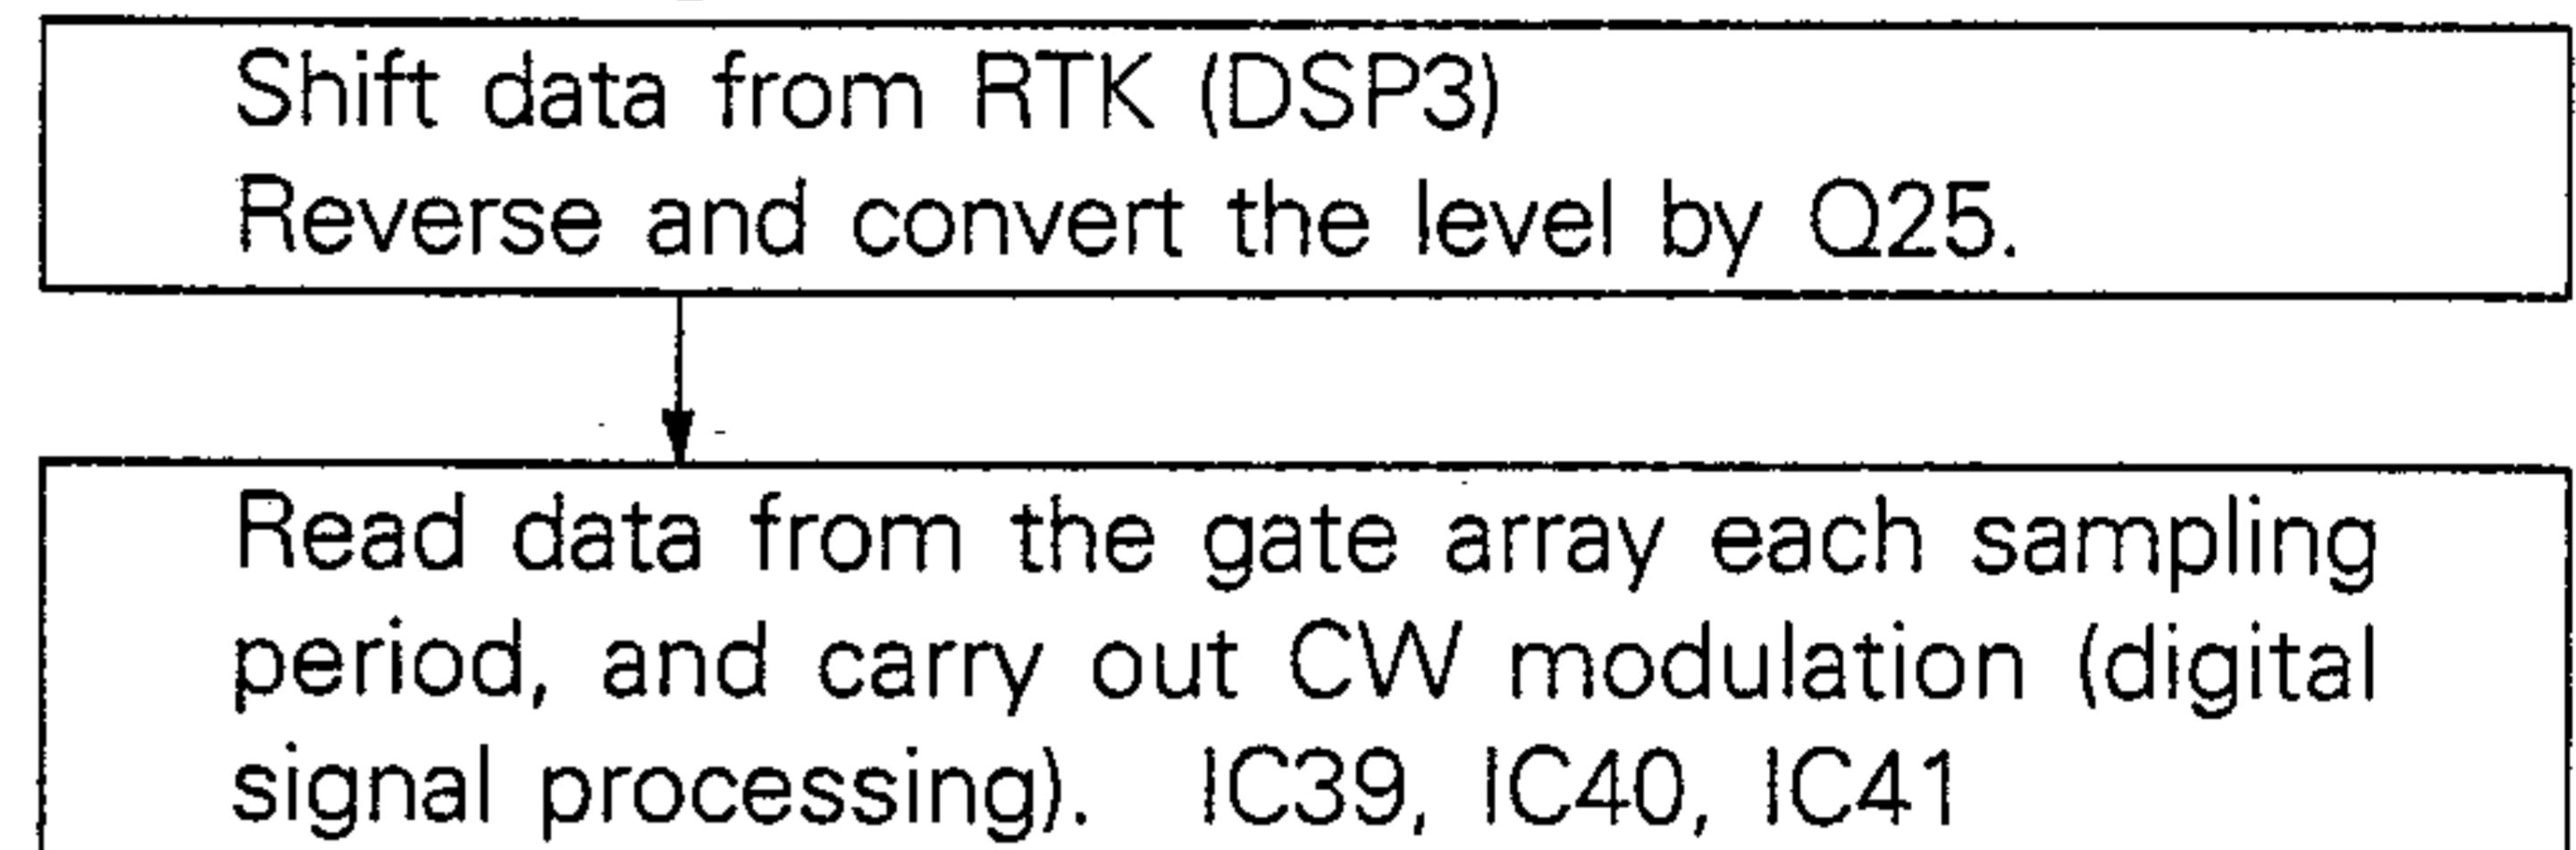 Shift data from RTK (DSP3)
Reverse and convert the level by Q25.
Read data from the gate array each sampling
period, and carry out CW modulation (digital
signal processing). IC39, IC40, IC41